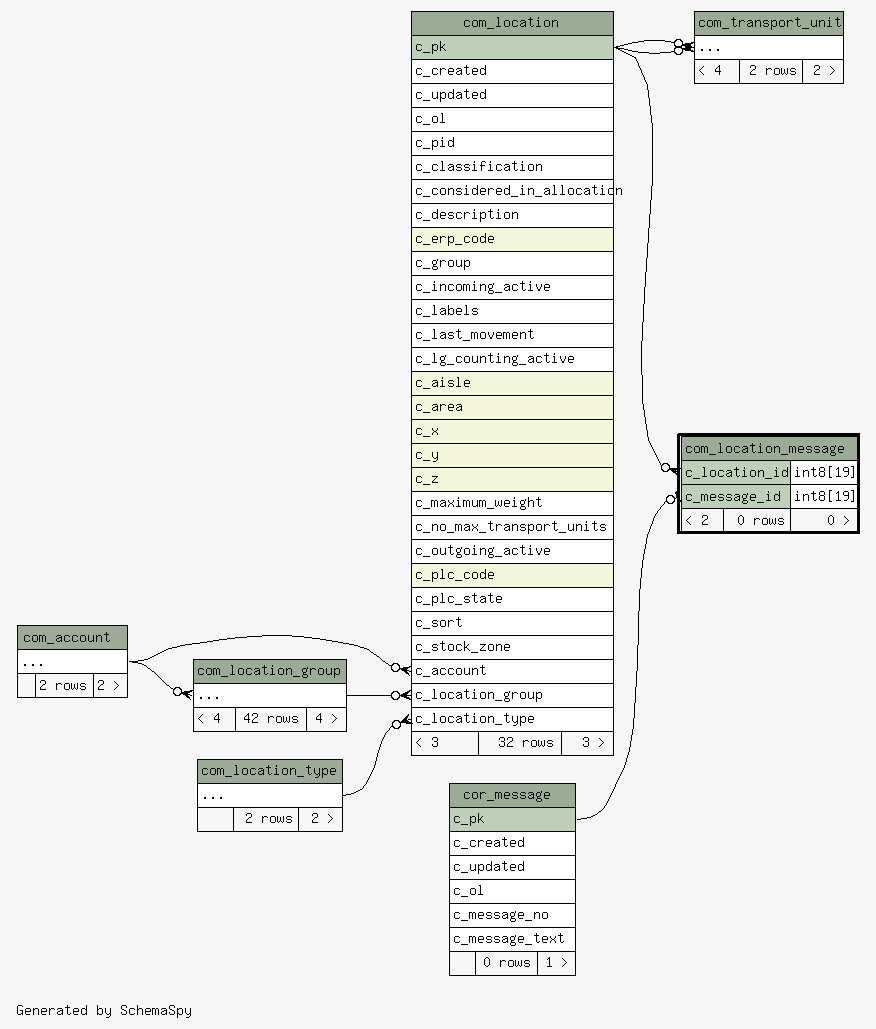 com_location
c_pk
c_created
c_updated
c_ol
c_pid
c_classification
c_considered_in_allocation
c_description
c_erp_code
c_group
c_incoming_active
c_labels
c_last_movement
c_lg_counting_active
c_aisle
c_area
c_x
c_y
c_z
c_maximum_weight
c_no_max_transport_units
c_outgoing_active
c_plc_code
c_plc_state
c_sort
c_stock_zone
c_account
c_location_group
c_location_type
< 3 32 rows 3 >
com_transport_unit
...
< 4 2 rows 2 >
com_location_message
c_location_id int8[19]
c_message_id int8[19]
< 2 0 rows 0 >
com_account
...
2 rows 2 >
com_location_group
...
< 4 42 rows 4 >
com_location_type
...
2 rows 2 >
cor_message
c_pk
c_created
c_updated
c_ol
c_message_no
c_message_text
0 rows 1 >
Generated by SchemaSpy